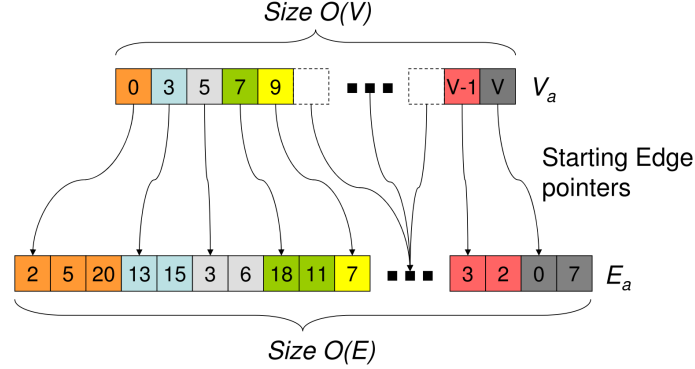 Size O(V)
0 3 5 7 9 V-1 V Va
Starting Edge
pointers
2 5 20 13 15 3 6 18 11 7 3 2 0 7 Ea
Size O(E)